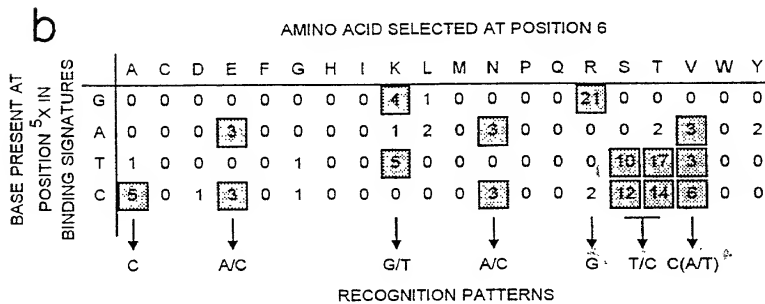 b
AMINO ACID SELECTED AT POSITION 6
BASE PRESENT AT
POSITION 5X IN
BINDING SIGNATURES
A C D E F G H I K L M N P Q R S T V W Y
G 0 0 0 0 0 0 0 0 4 1 0 0 0 0 21 0 0 0 0 0
A 0 0 0 3 0 0 0 0 1 2 0 3 0 0 0 0 2 3 0 2
T 1 0 0 0 0 1 0 0 5 0 0 0 0 0 0 10 17 3 0 0
C 5 0 1 3 0 1 0 0 0 0 0 3 0 0 2 12 14 6 0 0
C A/C G/T A/C G T/C C(A/T)
RECOGNITION PATTERNS